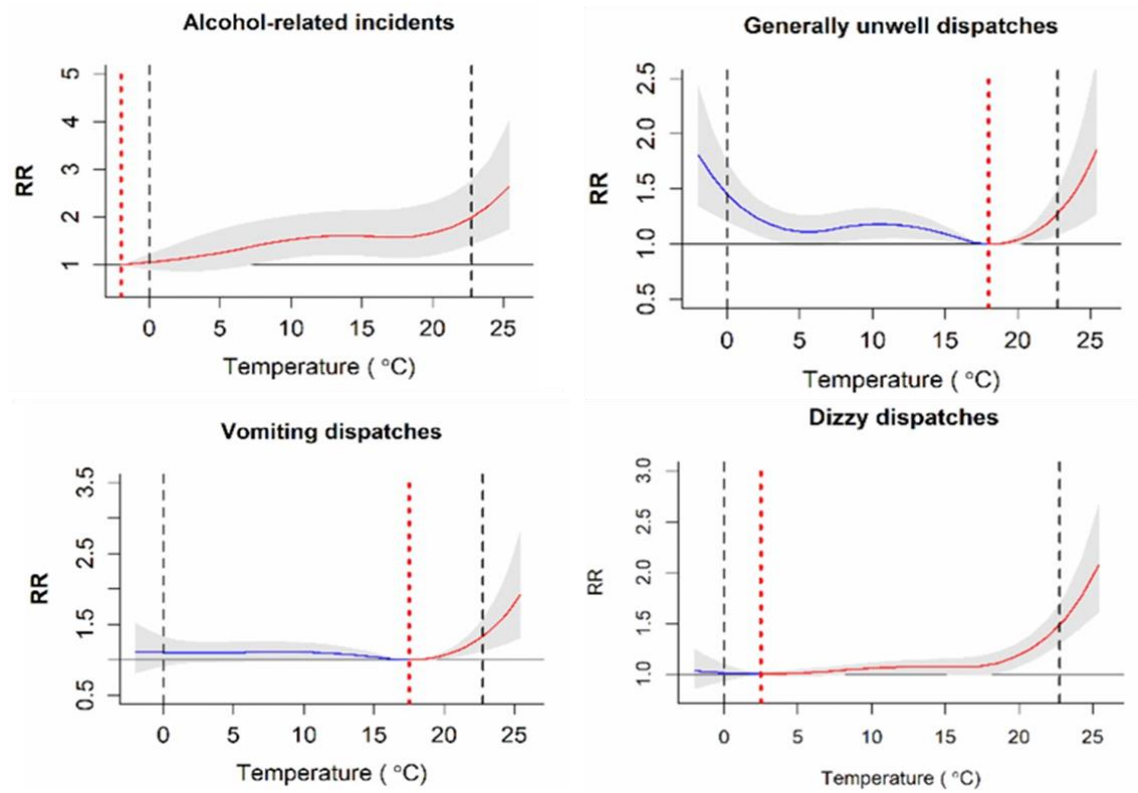 Alcohol-related incidents
RR
5
4
3
2
1
0 5 10 15 20 25
Temperature ( °C)
Generally unwell dispatches
RR
2.5
2.0
1.5
1.0
0.5
0 5 10 15 20 25
Temperature ( °C)
Vomiting dispatches
RR
3.5
2.5
1.5
0.5
0 5 10 15 20 25
Temperature ( °C)
Dizzy dispatches
RR
3.0
2.5
2.0
1.5
1.0
0 5 10 15 20 25
Temperature ( °C)